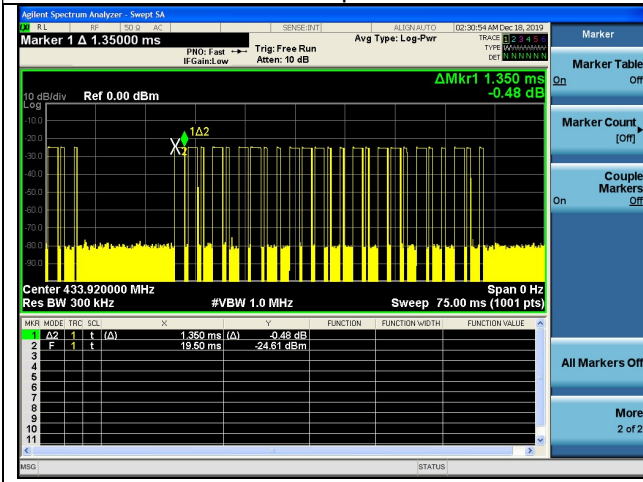 Agilent Spectrum Analyzer - Swept SA
RL RF 50 Ω AC SENSE:INT ALIGN AUTO 02:30:54 AM Dec 18, 2019
Marker 1 Δ 1.35000 ms
PNO: Fast
IFGain:Low
Trig: Free Run
Atten: 10 dB
Avg Type: Log-Pwr
TRACE 1 2 3 4 5 6
TYPE
DET N N N N N N
Marker
Marker Table
On Off
Marker Count
[Off]
Couple
Markers
On Off
All Markers Off
More
2 of 2
ΔMkr1 1.350 ms
-0.48 dB
10 dB/div Ref 0.00 dBm
Log
-10.0
-20.0
-30.0
-40.0
-50.0
-60.0
-70.0
-80.0
-90.0
1Δ2
X2
Center 433.920000 MHz Span 0 Hz
Res BW 300 kHz #VBW 1.0 MHz Sweep 75.00 ms (1001 pts)
MKR MODE TRC SCL X Y FUNCTION FUNCTION WIDTH FUNCTION VALUE
1 Δ2 1 t (Δ) 1.350 ms (Δ) -0.48 dB
2 F 1 t 19.50 ms -24.61 dBm
3
4
5
6
7
8
9
10
11
MSG STATUS